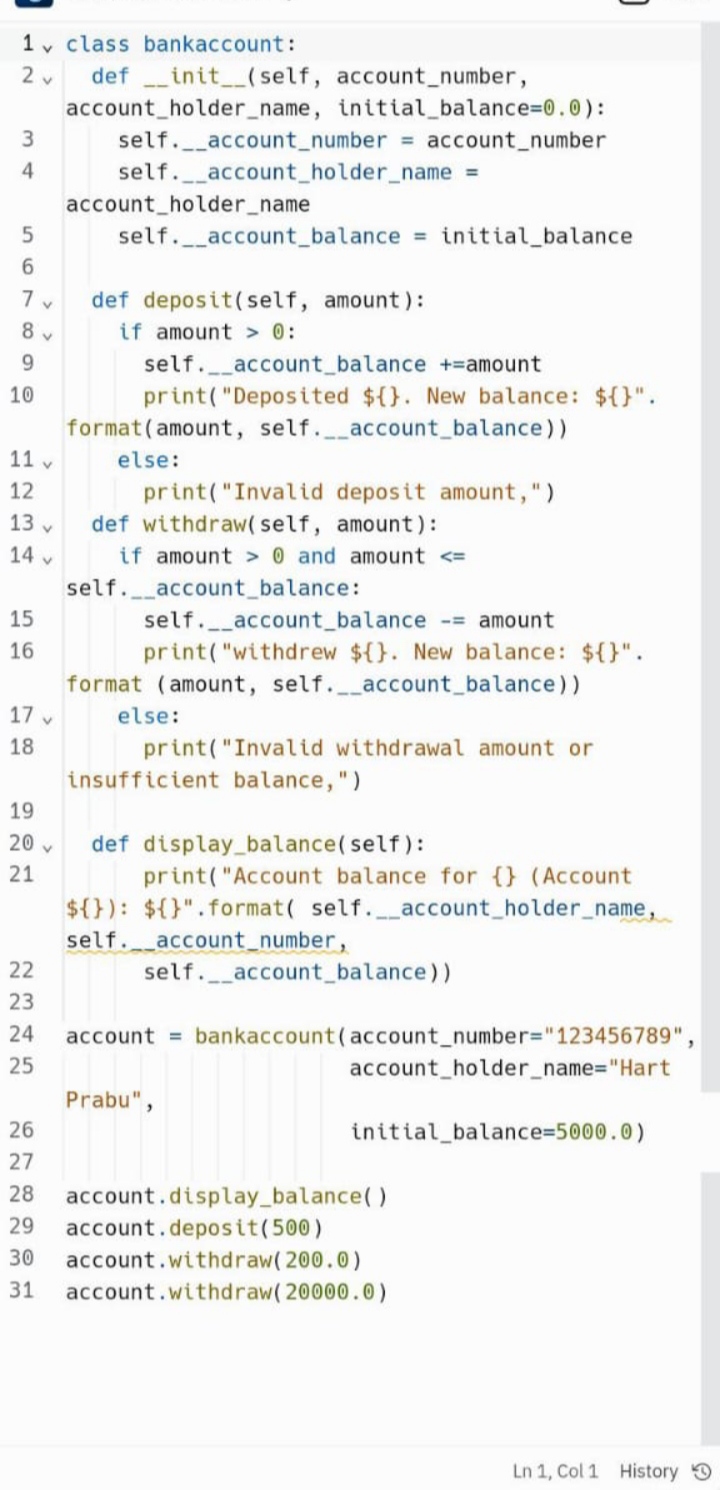 1 class bankaccount:
2 def __init__(self, account_number,
account_holder_name, initial_balance=0.0):
3 self.__account_number = account_number
4 self.__account_holder_name =
account_holder_name
5 self.__account_balance = initial_balance
6
7 def deposit(self, amount):
8 if amount > 0:
9 self.__account_balance +=amount
10 print("Deposited ${}. New balance: ${}".
format(amount, self.__account_balance))
11 else:
12 print("Invalid deposit amount,")
13 def withdraw(self, amount):
14 if amount > 0 and amount <=
self.__account_balance:
15 self.__account_balance -= amount
16 print("withdrew ${}. New balance: ${}".
format (amount, self.__account_balance))
17 else:
18 print("Invalid withdrawal amount or
insufficient balance,")
19
20 def display_balance(self):
21 print("Account balance for {} (Account
${}): ${}".format( self.__account_holder_name,
self.__account_number,
22 self.__account_balance))
23
24 account = bankaccount(account_number="123456789",
25 account_holder_name="Hart
Prabu",
26 initial_balance=5000.0)
27
28 account.display_balance()
29 account.deposit(500)
30 account.withdraw(200.0)
31 account.withdraw(20000.0)
Ln 1, Col 1 History